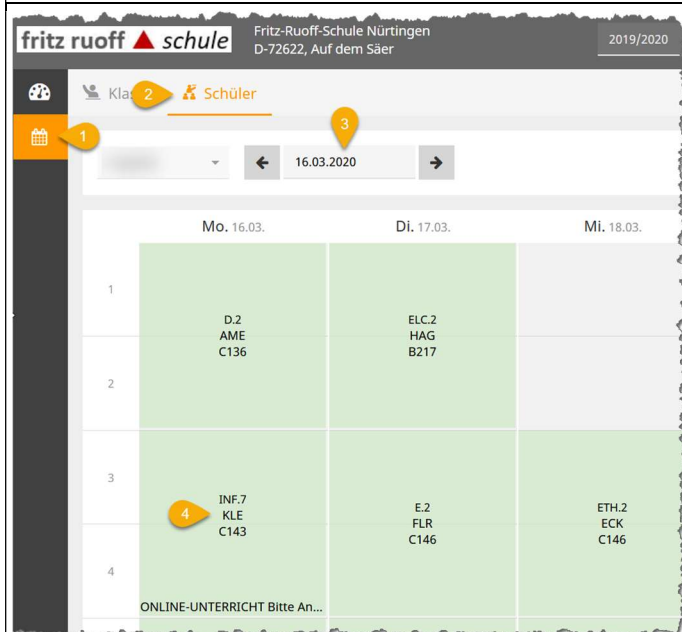 fritz ruoff schule
Fritz-Ruoff-Schule Nürtingen
D-72622, Auf dem Säer
2019/2020
Kla
2
Schüler
1
3
16.03.2020
Mo. 16.03.
Di. 17.03.
Mi. 18.03.
1
D.2
AME
C136
ELC.2
HAG
B217
2
3
INF.7
4
KLE
C143
E.2
FLR
C146
ETH.2
ECK
C146
4
ONLINE-UNTERRICHT Bitte An...